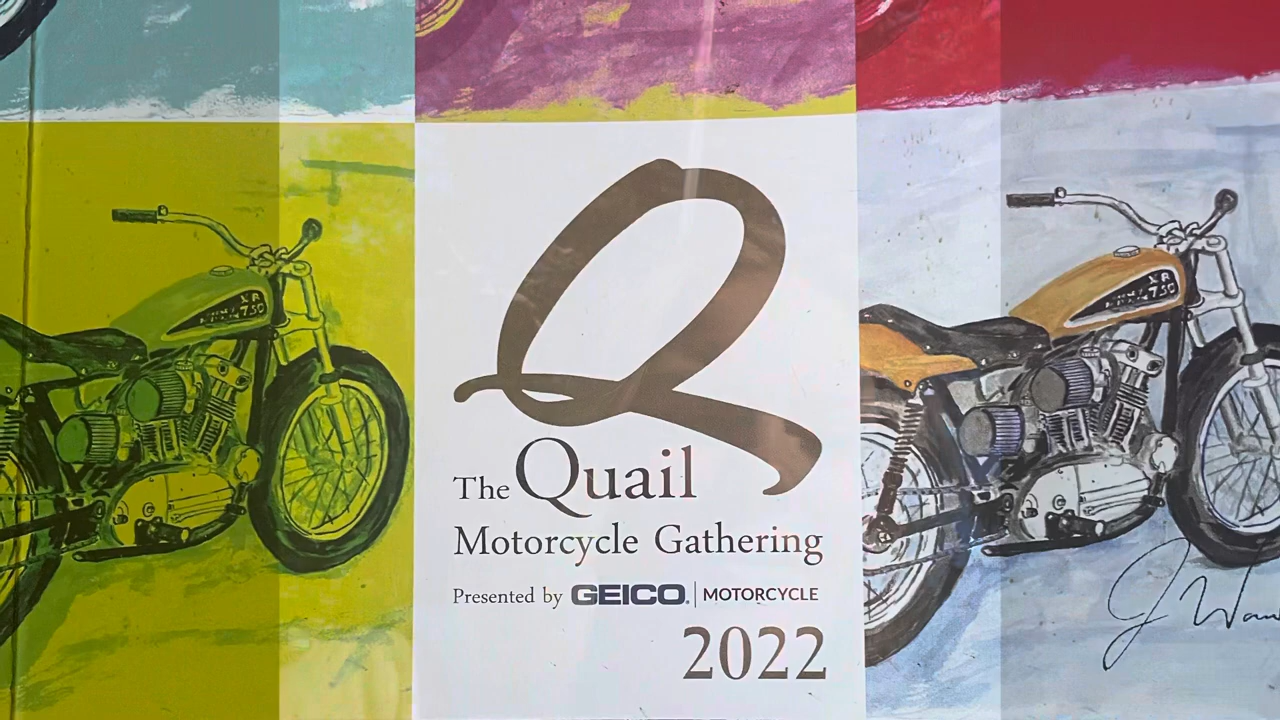 The Quail
Motorcycle Gathering
Presented by GEICO. | MOTORCYCLE
2022
XR
750
XR
750